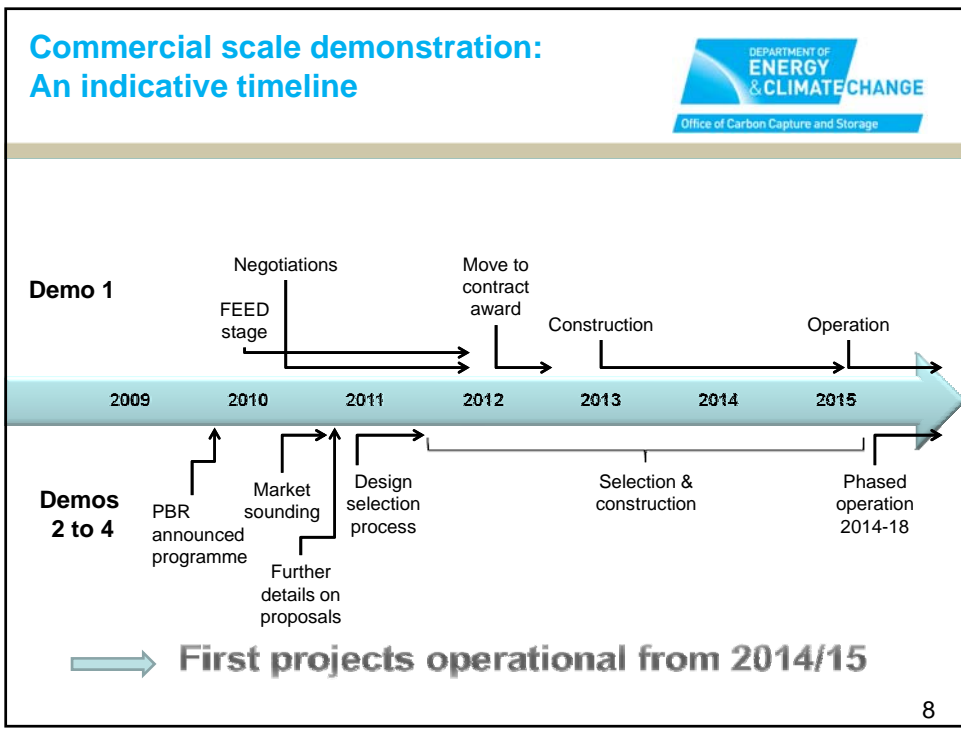 Commercial scale demonstration:
An indicative timeline
DEPARTMENT OF
ENERGY
& CLIMATE CHANGE
Office of Carbon Capture and Storage
Demo 1
Negotiations
FEED
stage
Move to
contract
award
Construction
Operation
2009 2010 2011 2012 2013 2014 2015
Demos
2 to 4
PBR
announced
programme
Market
sounding
Further
details on
proposals
Design
selection
process
Selection &
construction
Phased
operation
2014-18
First projects operational from 2014/15
8